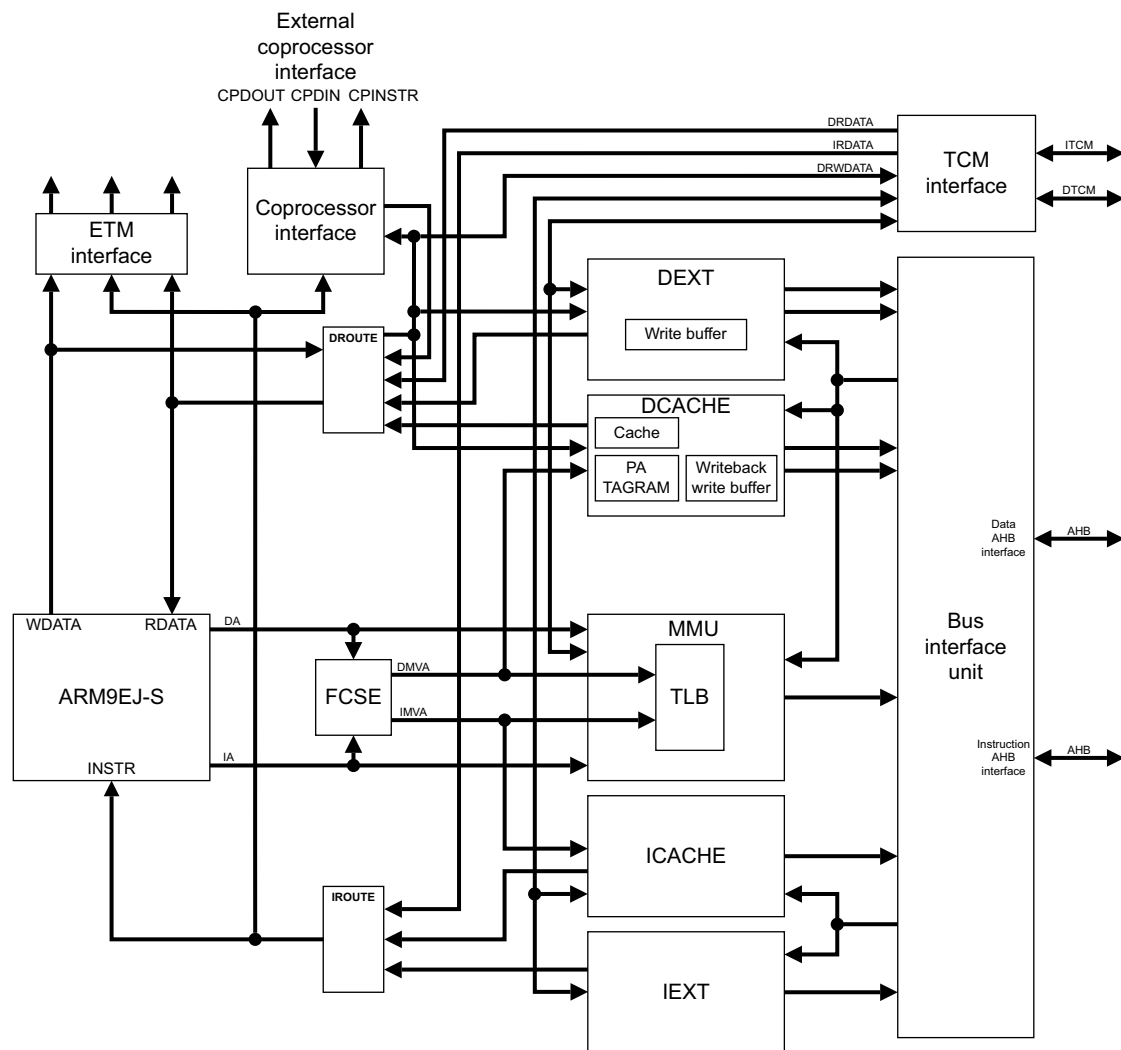 External
coprocessor
interface
CPDOUT CPDIN CPINSTR
DRDATA
IRDATA
DRWDATA
TCM
interface
ITCM
DTCM
ETM
interface
Coprocessor
interface
DEXT
Write buffer
DROUTE
DCACHE
Cache
PA
TAGRAM
Writeback
write buffer
Data
AHB
interface
AHB
Bus
interface
unit
WDATA
RDATA
DA
MMU
ARM9EJ-S
FCSE
DMVA
IMVA
TLB
INSTR
IA
Instruction
AHB
interface
AHB
ICACHE
IROUTE
IEXT